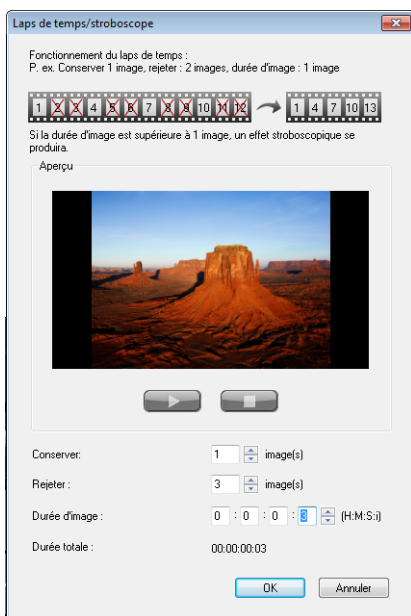 Laps de temps/stroboscope
Fonctionnement du laps de temps :
P. ex. Conserver 1 image, rejeter : 2 images, durée d'image : 1 image
1 2 3 4 5 6 7 8 9 10 11 12 1 4 7 10 13
Si la durée d'image est supérieure à 1 image, un effet stroboscopique se
produira.
Aperçu
Conserver: 1 image(s)
Rejeter : 3 image(s)
Durée d'image : 0 : 0 : 0 : 3 (H:M:S:i)
Durée totale : 00:00:00:03
OK Annuler